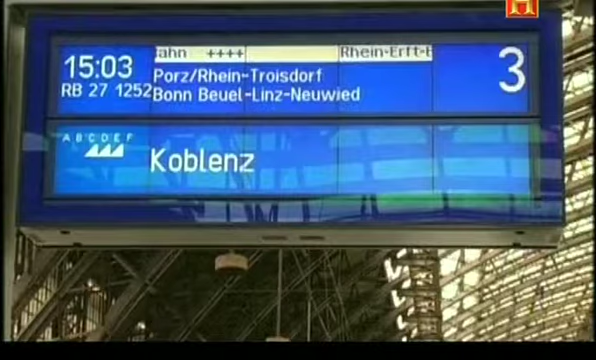 H
ahn ++++ Rhein-Erft-
15:03 Porz/Rhein-Troisdorf 3
RB 27 1252 Bonn Beuel-Linz-Neuwied
A B C D E F
Koblenz